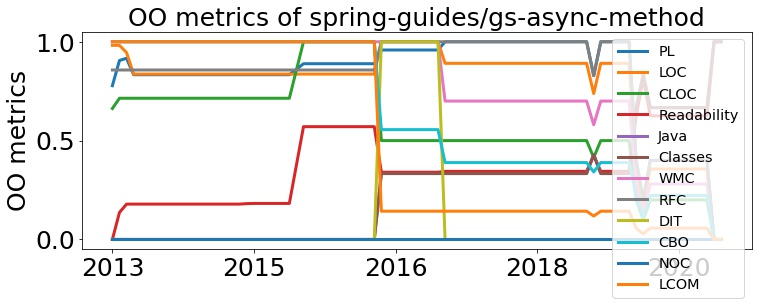 OO metrics of spring-guides/gs-async-method
OO metrics
1.0
0.5
0.0
2013
2015
2016
2018
2020
PL
LOC
CLOC
Readability
Java
Classes
WMC
RFC
DIT
CBO
NOC
LCOM